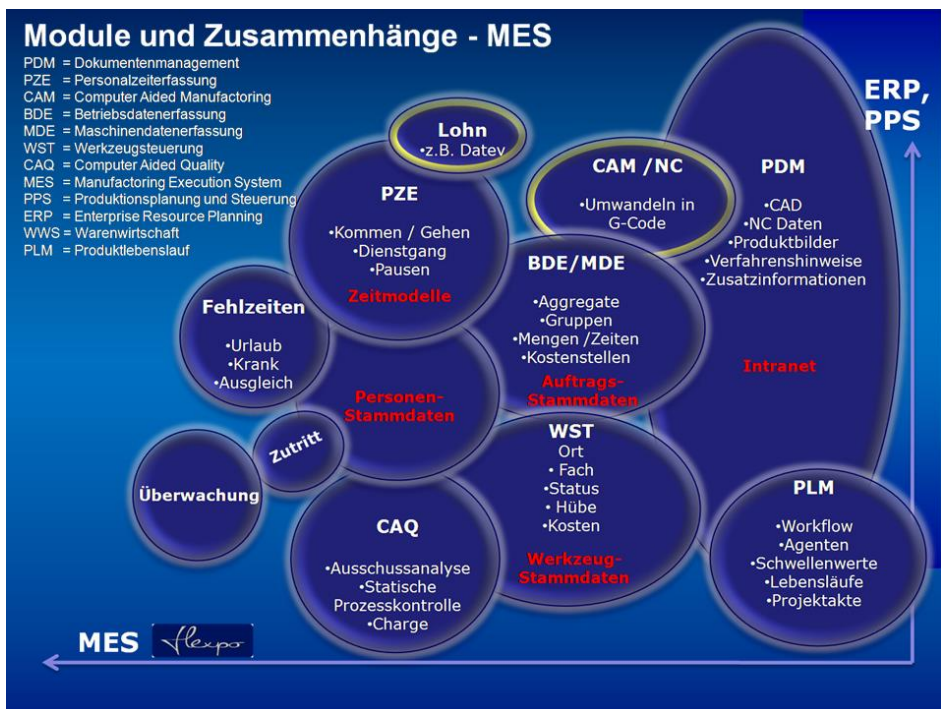 Module und Zusammenhänge - MES
PDM = Dokumentenmanagement
PZE = Personalzeiterfassung
CAM = Computer Aided Manufactoring
BDE = Betriebsdatenerfassung
MDE = Maschinendatenerfassung
WST = Werkzeugsteuerung
CAQ = Computer Aided Quality
MES = Manufactoring Execution System
PPS = Produktionsplanung und Steuerung
ERP = Enterprise Resource Planning
WWS = Warenwirtschaft
PLM = Produktlebenslauf
ERP,
PPS
Lohn
•z.B. Datev
CAM /NC
•Umwandeln in
G-Code
PDM
•CAD
•NC Daten
•Produktbilder
•Verfahrenshinweise
•Zusatzinformationen
Intranet
PZE
•Kommen / Gehen
•Dienstgang
•Pausen
Zeitmodelle
BDE/MDE
•Aggregate
•Gruppen
•Mengen /Zeiten
•Kostenstellen
Auftrags-
Stammdaten
Fehlzeiten
•Urlaub
•Krank
•Ausgleich
Personen-
Stammdaten
Zutritt
Überwachung
WST
Ort
• Fach
•Status
• Hübe
•Kosten
Werkzeug-
Stammdaten
CAQ
•Ausschussanalyse
•Statische
Prozesskontrolle
•Charge
PLM
•Workflow
•Agenten
•Schwellenwerte
•Lebensläufe
•Projektakte
MES flexpo